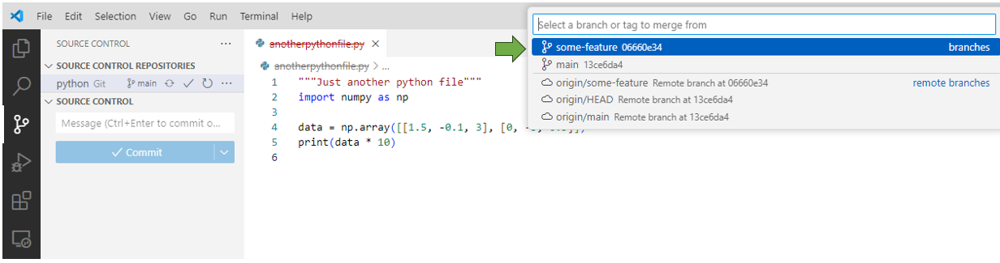 File Edit Selection View Go Run Terminal Help
Select a branch or tag to merge from
some-feature 06660e34 branches
main 13ce6da4
origin/some-feature Remote branch at 06660e34 remote branches
origin/HEAD Remote branch at 13ce6da4
origin/main Remote branch at 13ce6da4
SOURCE CONTROL ...
SOURCE CONTROL REPOSITORIES
python Git main ...
SOURCE CONTROL
Message (Ctrl+Enter to commit o...
Commit
anotherpythonfile.py
anotherpythonfile.py > ...
1 """Just another python file"""
2 import numpy as np
3
4 data = np.array([[1.5, -0.1, 3], [0,
5 print(data * 10)
6